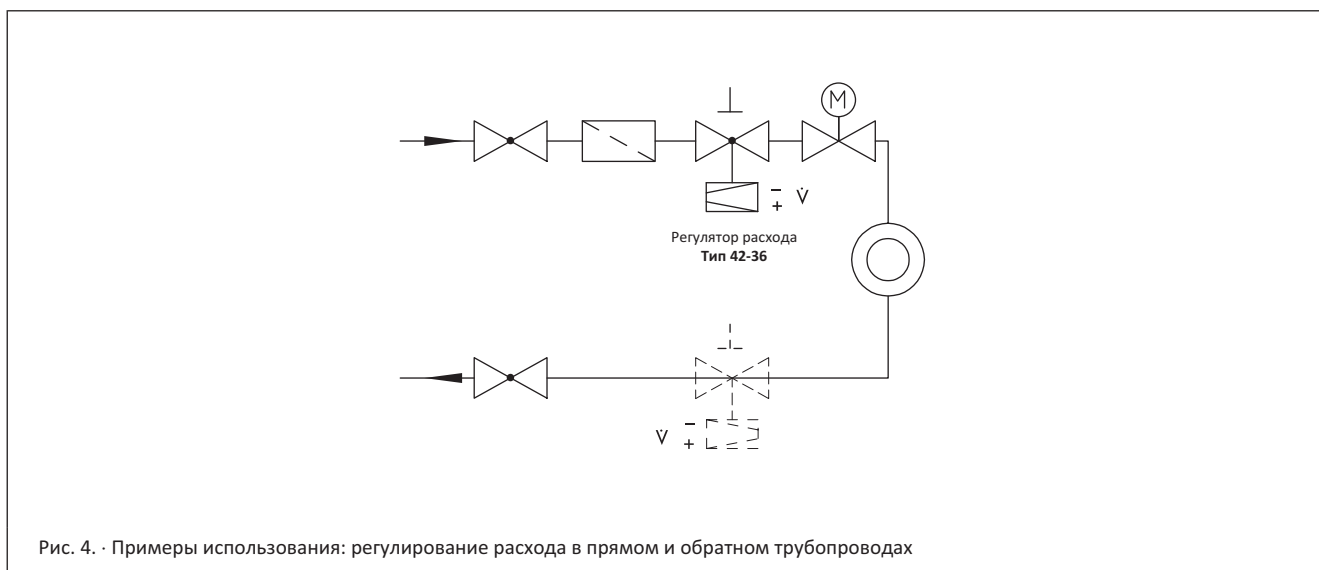 M
− V̇
+
Регулятор расхода
Тип 42-36
V̇ −
+
Рис. 4. · Примеры использования: регулирование расхода в прямом и обратном трубопроводах